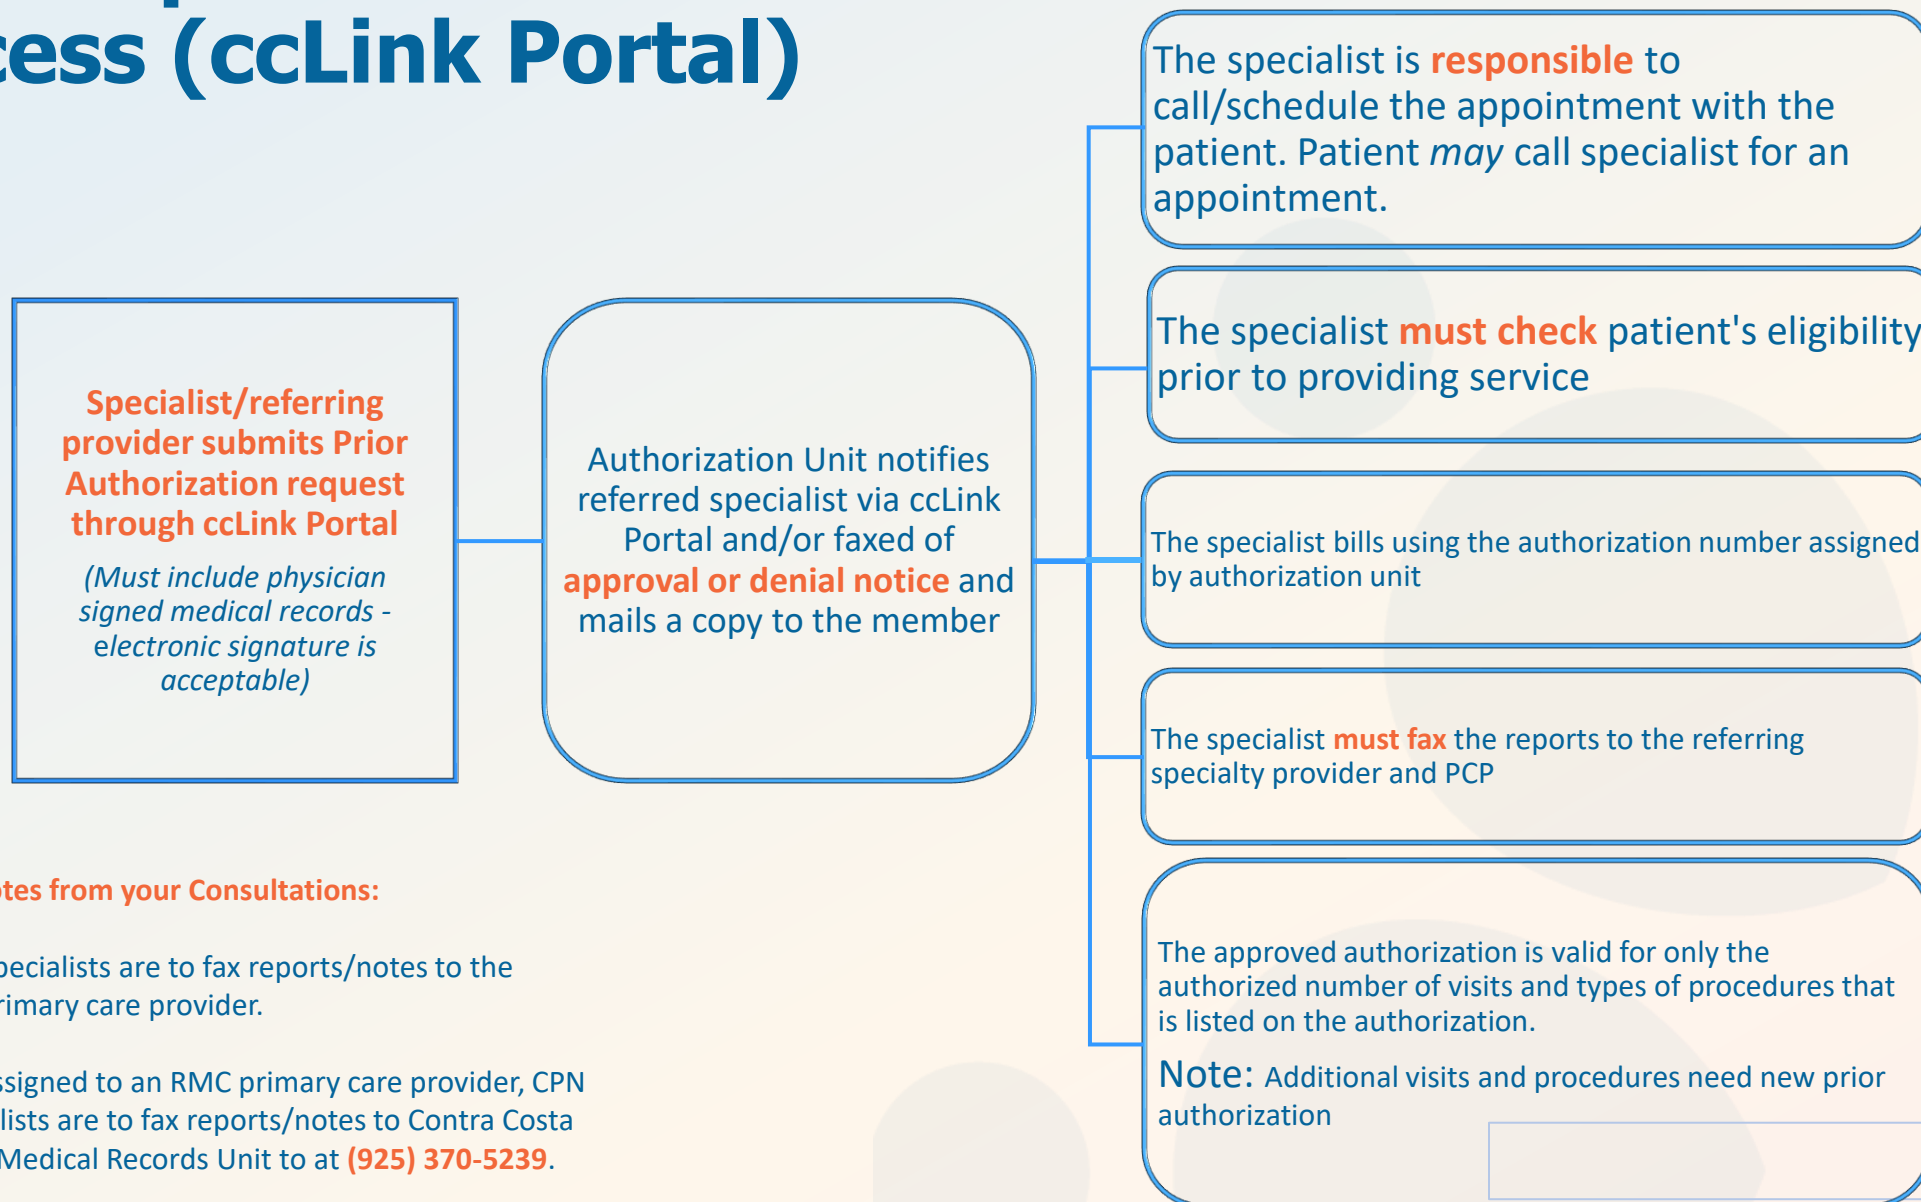 cess (ccLink Portal)
Specialist/referring
provider submits Prior
Authorization request
through ccLink Portal
(Must include physician
signed medical records -
electronic signature is
acceptable)
Authorization Unit notifies
referred specialist via ccLink
Portal and/or faxed of
approval or denial notice and
mails a copy to the member
The specialist is responsible to
call/schedule the appointment with the
patient. Patient may call specialist for an
appointment.
The specialist must check patient's eligibility
prior to providing service
The specialist bills using the authorization number assigned
by authorization unit
The specialist must fax the reports to the referring
specialty provider and PCP
The approved authorization is valid for only the
authorized number of visits and types of procedures that
is listed on the authorization.
Note: Additional visits and procedures need new prior
authorization
otes from your Consultations:
pecialists are to fax reports/notes to the
rimary care provider.
ssigned to an RMC primary care provider, CPN
lists are to fax reports/notes to Contra Costa
Medical Records Unit to at (925) 370-5239.